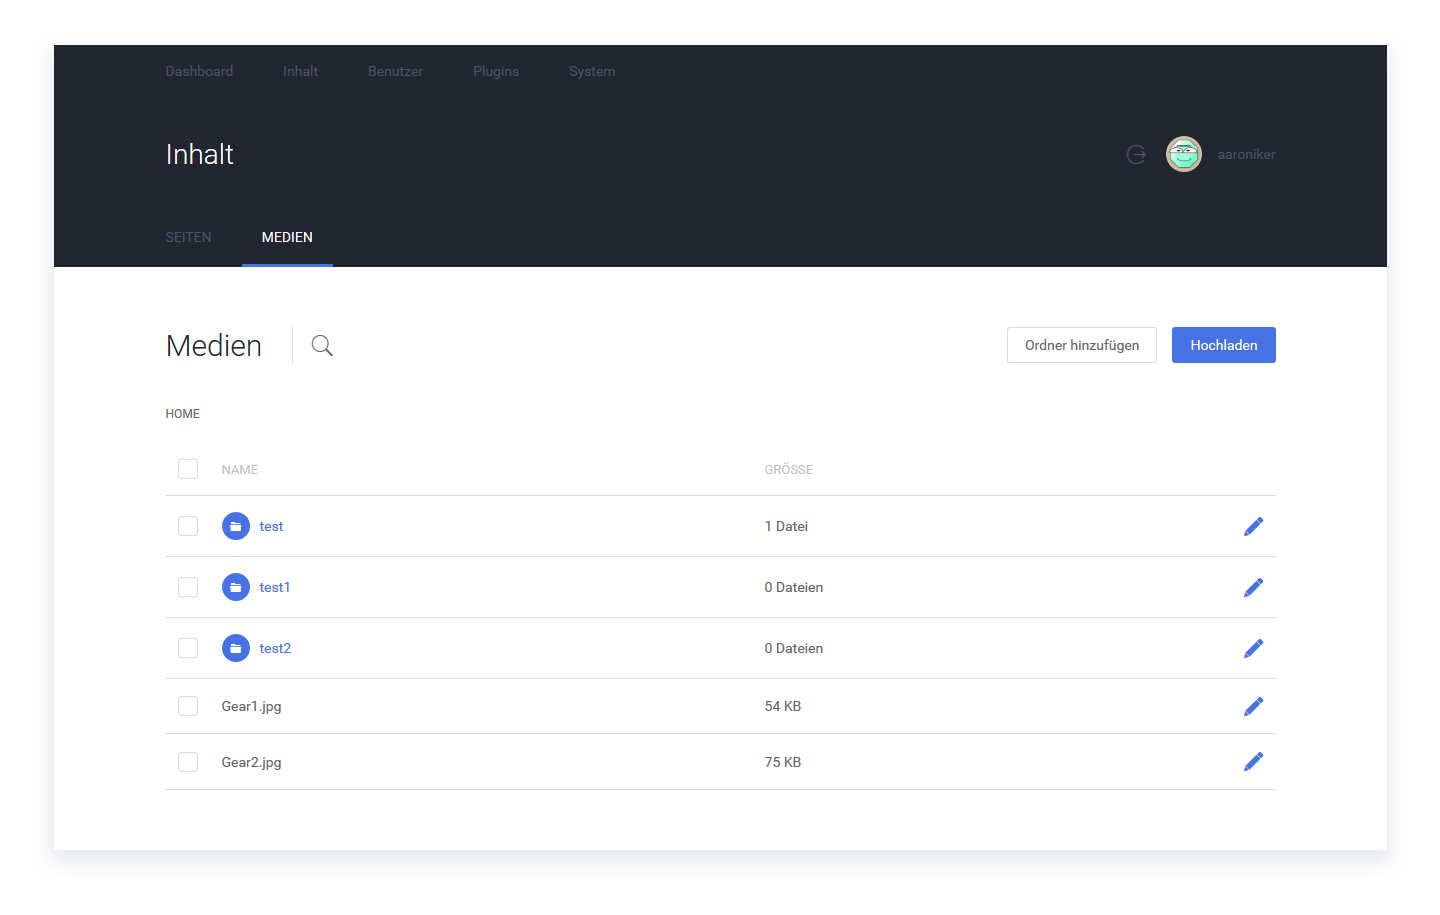 Dashboard Inhalt Benutzer Plugins System
Inhalt
aaroniker
SEITEN MEDIEN
Medien
Ordner hinzufügen Hochladen
HOME
NAME GRÖSSE
test 1 Datei
test1 0 Dateien
test2 0 Dateien
Gear1.jpg 54 KB
Gear2.jpg 75 KB